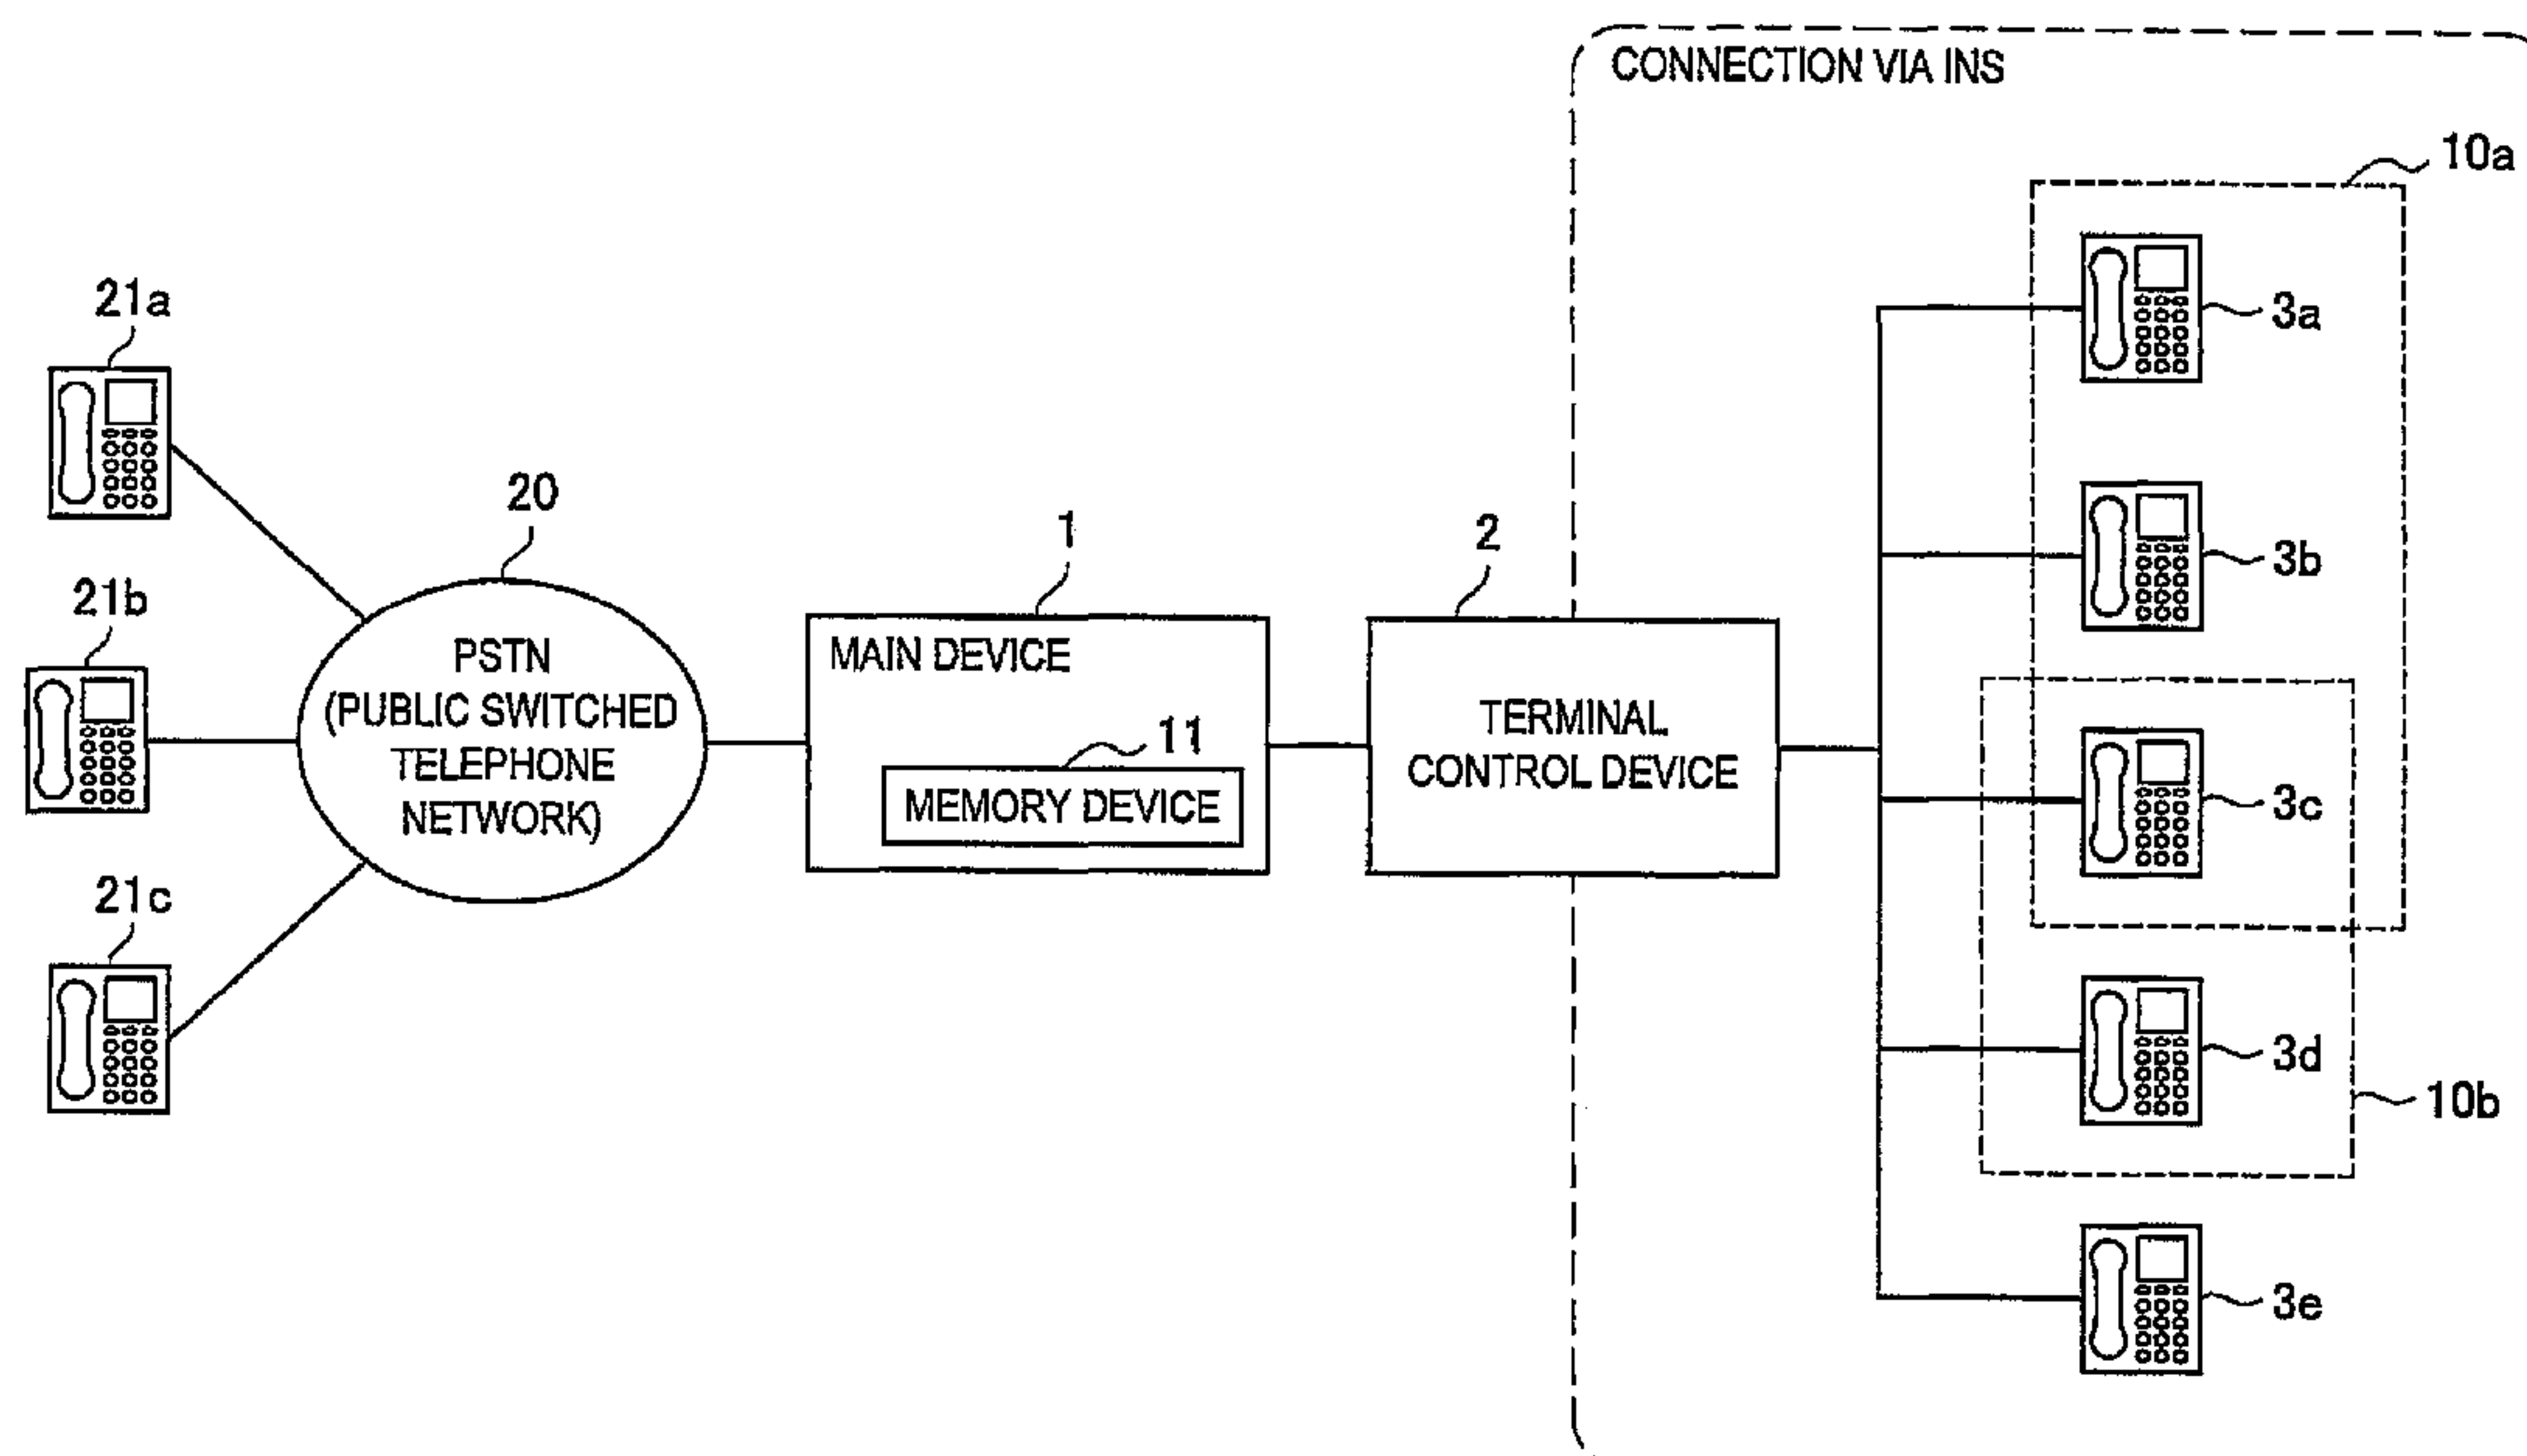 CONNECTION VIA INS
10a
3a
21a
20
1
2
3b
21b
PSTN
(PUBLIC SWITCHED
TELEPHONE
NETWORK)
MAIN DEVICE
11
MEMORY DEVICE
TERMINAL
CONTROL DEVICE
3c
21c
3d
10b
3e